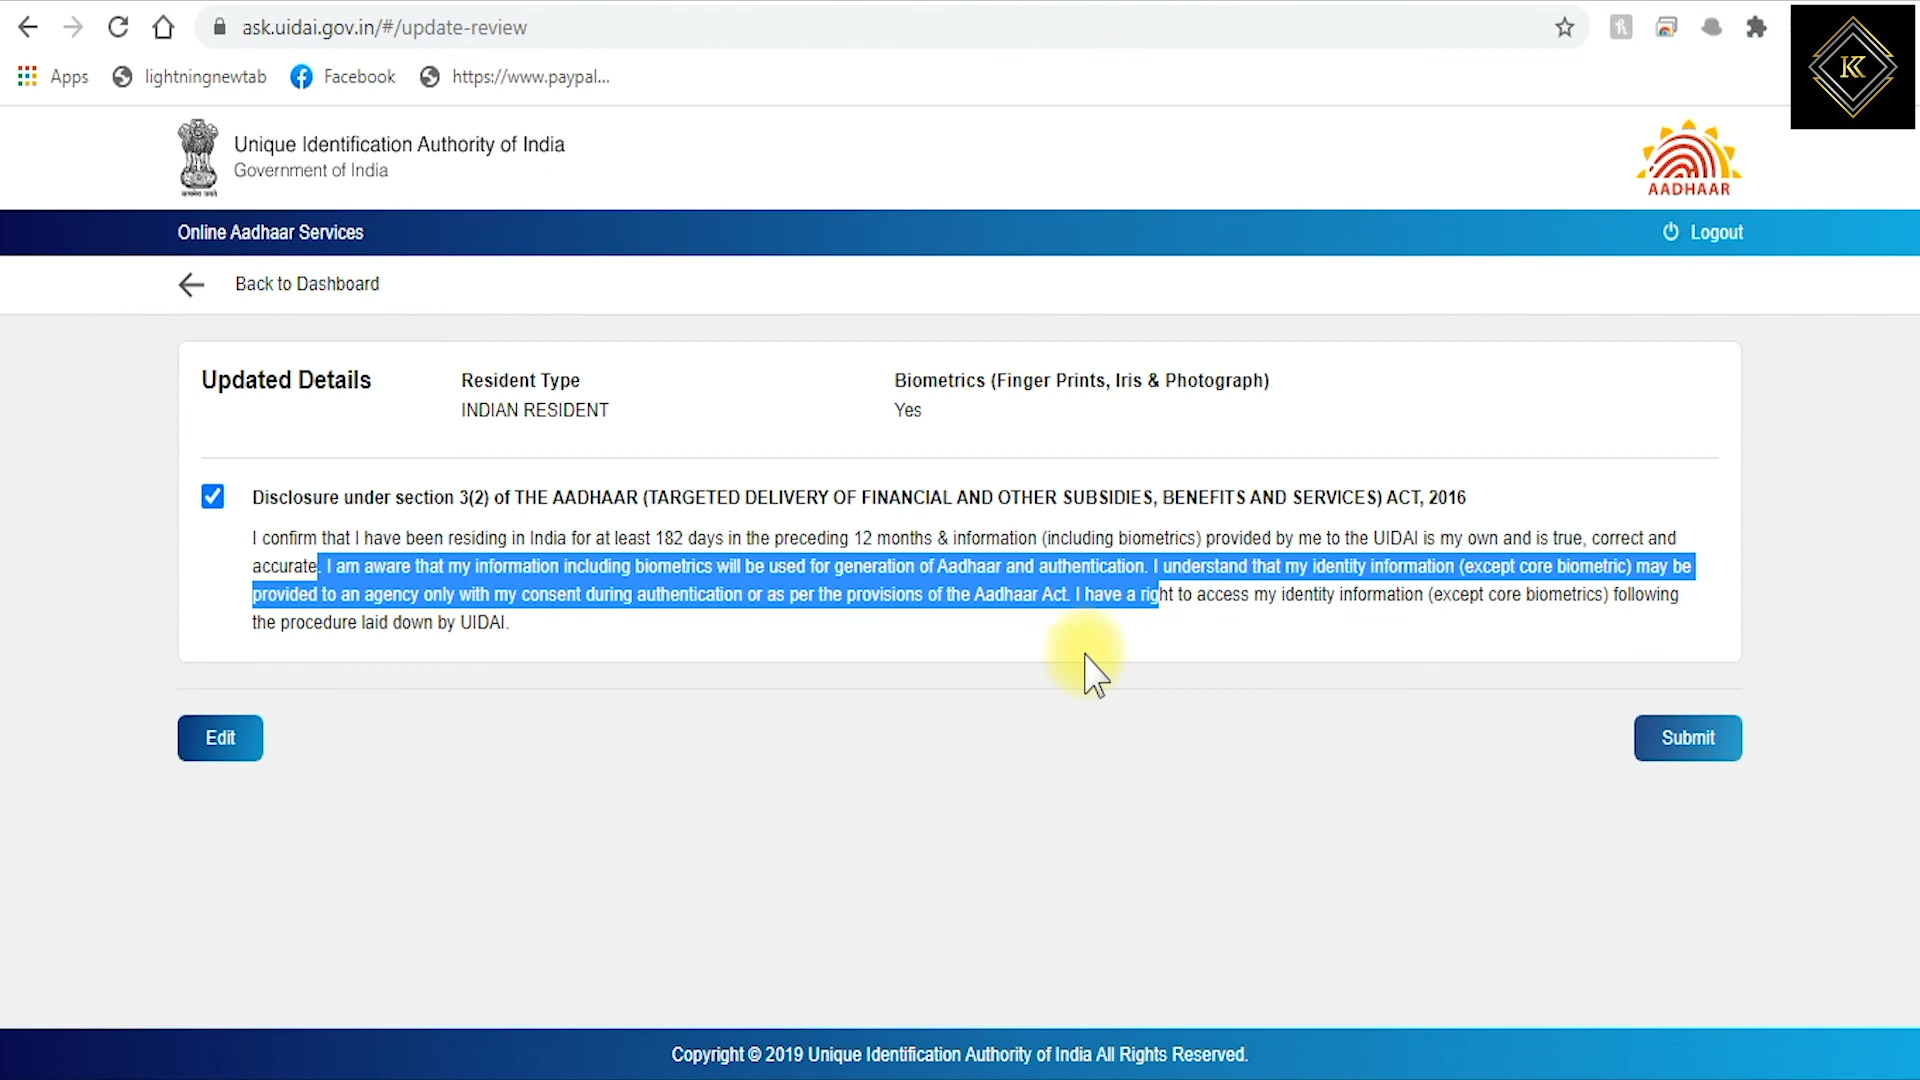 ask.uidai.gov.in/#/update-review
Apps lightningnewtab Facebook https://www.paypal...
K
Unique Identification Authority of India
Government of India
AADHAAR
Online Aadhaar Services
Logout
Back to Dashboard
Updated Details
Resident Type
INDIAN RESIDENT
Biometrics (Finger Prints, Iris & Photograph)
Yes
Disclosure under section 3(2) of THE AADHAAR (TARGETED DELIVERY OF FINANCIAL AND OTHER SUBSIDIES, BENEFITS AND SERVICES) ACT, 2016
I confirm that I have been residing in India for at least 182 days in the preceding 12 months & information (including biometrics) provided by me to the UIDAI is my own and is true, correct and
accurate. I am aware that my information including biometrics will be used for generation of Aadhaar and authentication. I understand that my identity information (except core biometric) may be
provided to an agency only with my consent during authentication or as per the provisions of the Aadhaar Act. I have a right to access my identity information (except core biometrics) following
the procedure laid down by UIDAI.
Edit
Submit
Copyright © 2019 Unique Identification Authority of India All Rights Reserved.